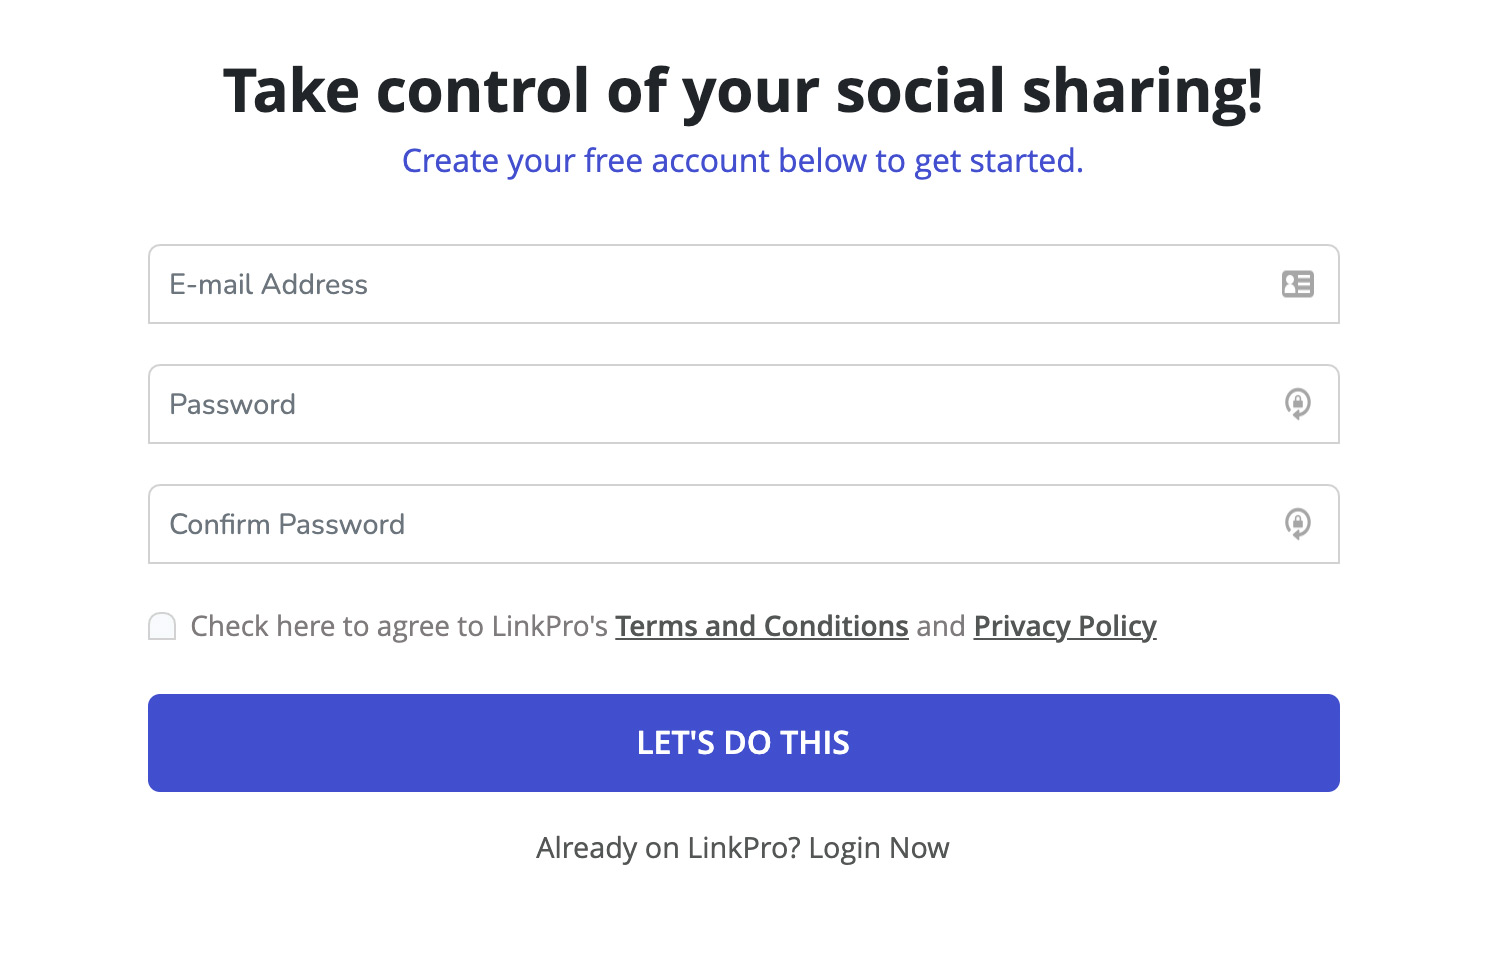 Take control of your social sharing!
Create your free account below to get started.
E-mail Address
Password
Confirm Password
Check here to agree to LinkPro's Terms and Conditions and Privacy Policy
LET'S DO THIS
Already on LinkPro? Login Now